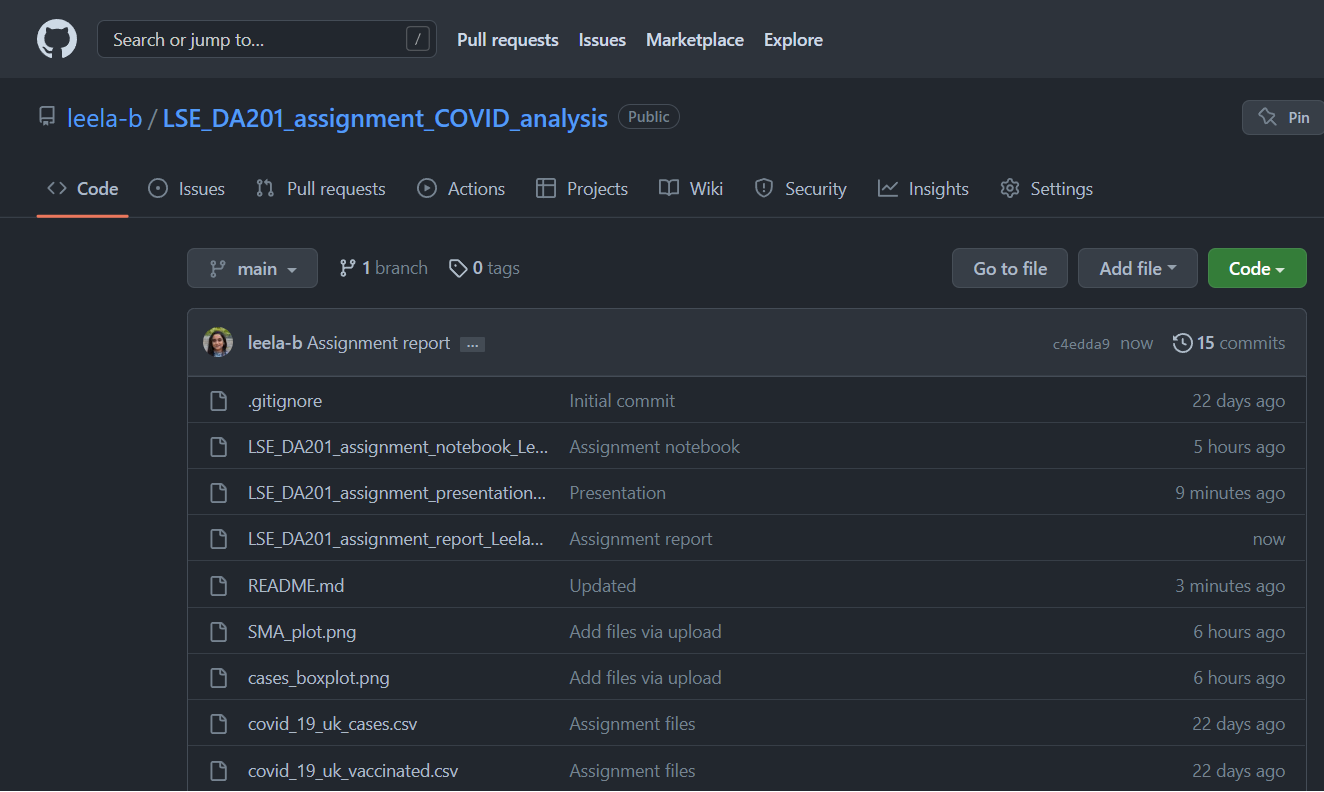 Search or jump to... / Pull requests Issues Marketplace Explore
leela-b / LSE_DA201_assignment_COVID_analysis Public Pin
Code Issues Pull requests Actions Projects Wiki Security Insights Settings
main 1 branch 0 tags Go to file Add file Code
leela-b Assignment report ... c4edda9 now 15 commits
.gitignore Initial commit 22 days ago
LSE_DA201_assignment_notebook_Le... Assignment notebook 5 hours ago
LSE_DA201_assignment_presentation... Presentation 9 minutes ago
LSE_DA201_assignment_report_Leela... Assignment report now
README.md Updated 3 minutes ago
SMA_plot.png Add files via upload 6 hours ago
cases_boxplot.png Add files via upload 6 hours ago
covid_19_uk_cases.csv Assignment files 22 days ago
covid_19_uk_vaccinated.csv Assignment files 22 days ago